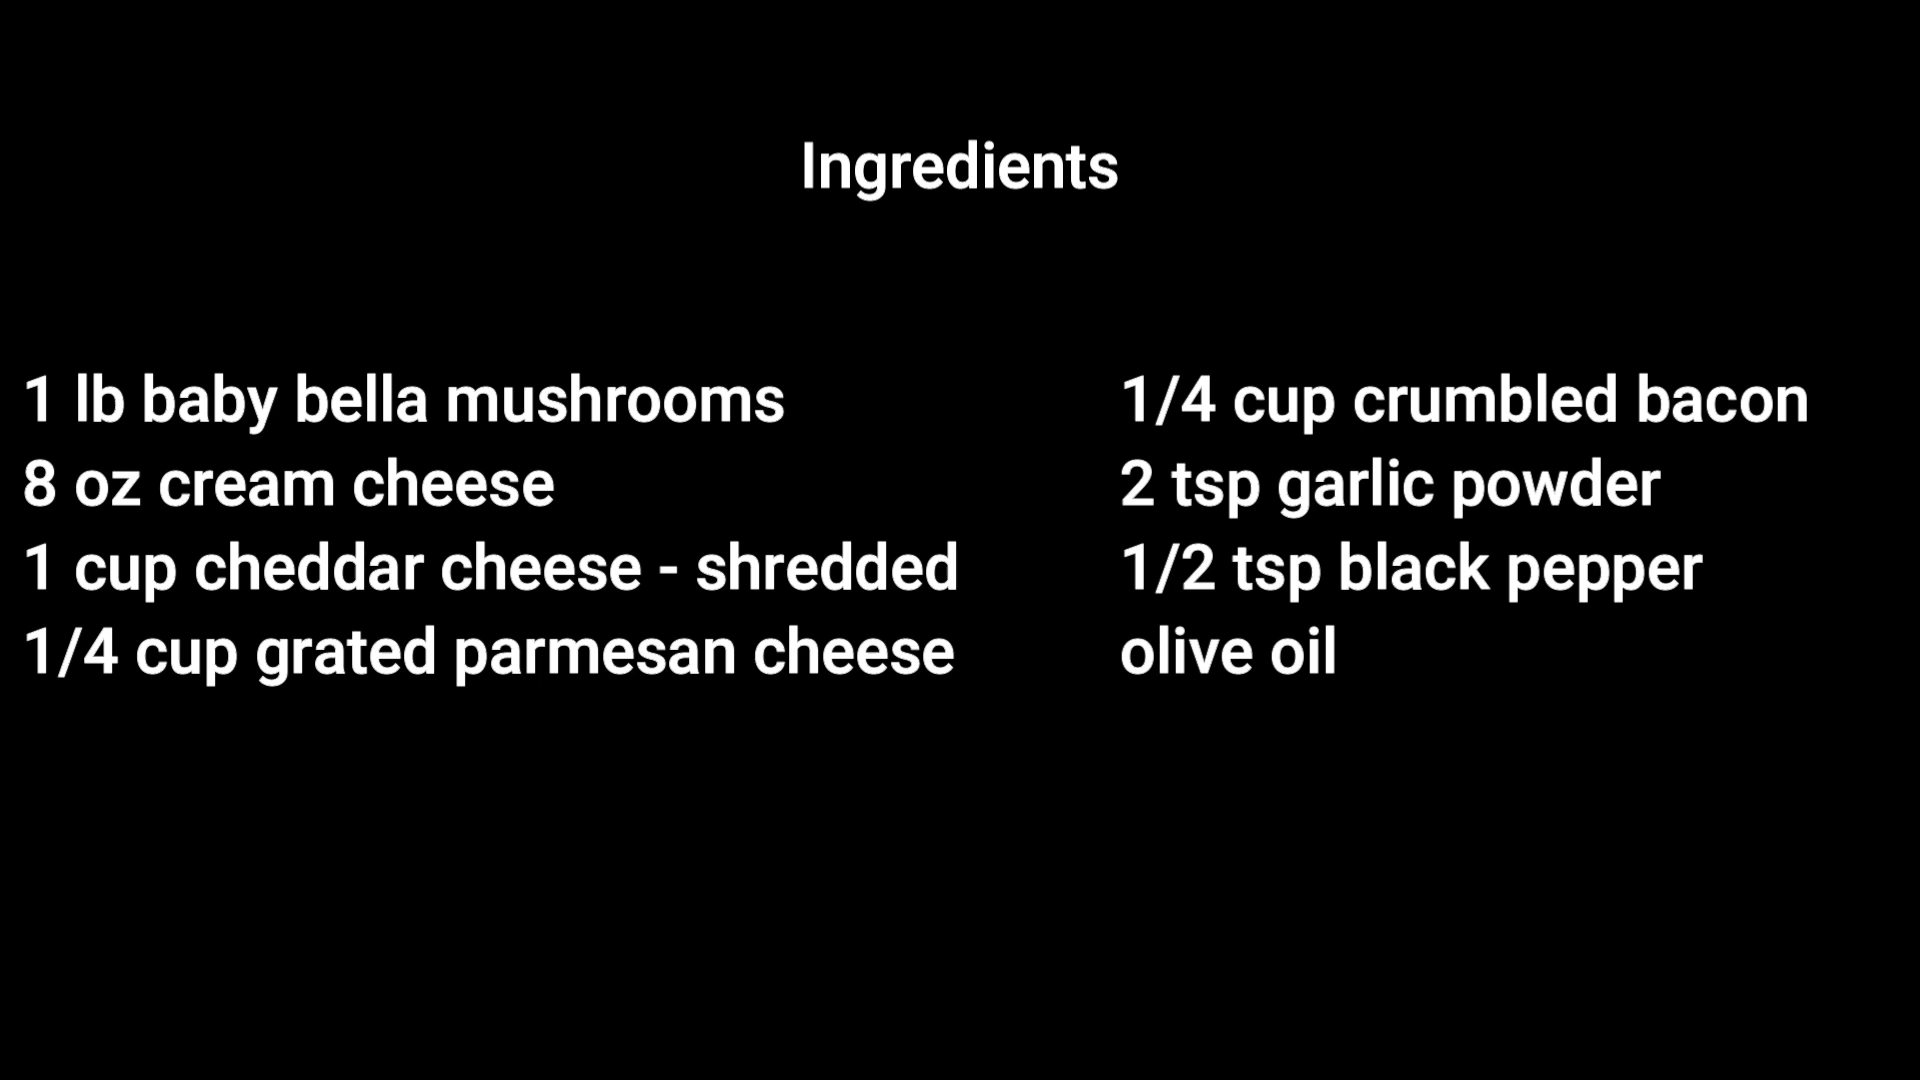 Ingredients
1 lb baby bella mushrooms
8 oz cream cheese
1 cup cheddar cheese - shredded
1/4 cup grated parmesan cheese
1/4 cup crumbled bacon
2 tsp garlic powder
1/2 tsp black pepper
olive oil